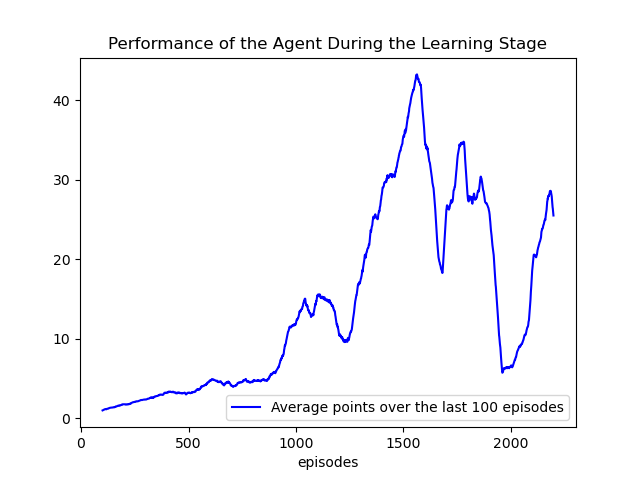 Performance of the Agent During the Learning Stage
40
30
20
10
0
Average points over the last 100 episodes
0 500 1000 1500 2000
episodes